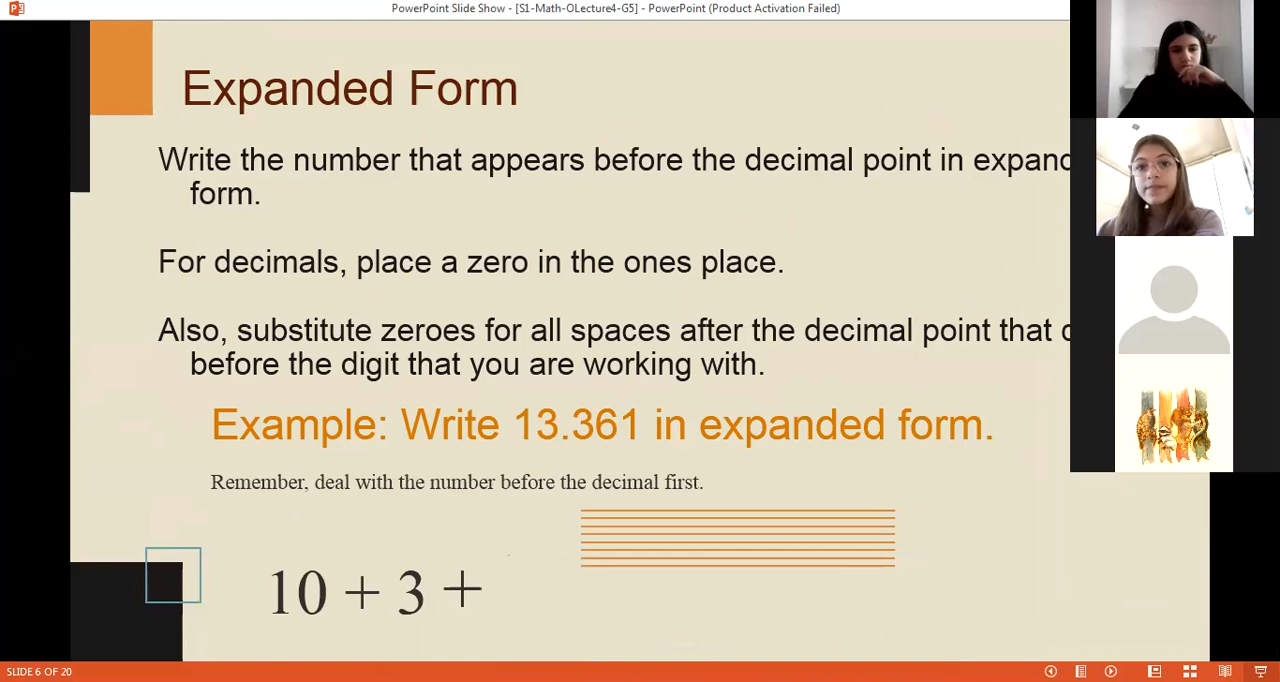 PowerPoint Slide Show - [S1-Math-OLecture4-G5] - PowerPoint (Product Activation Failed)
Expanded Form
Write the number that appears before the decimal point in
form.
For decimals, place a zero in the ones place.
Also, substitute zeroes for all spaces after the decimal point that
before the digit that you are working with.
Example: Write 13.361 in expanded form.
Remember, deal with the number before the decimal first.
10 + 3 +
SLIDE 6 OF 20